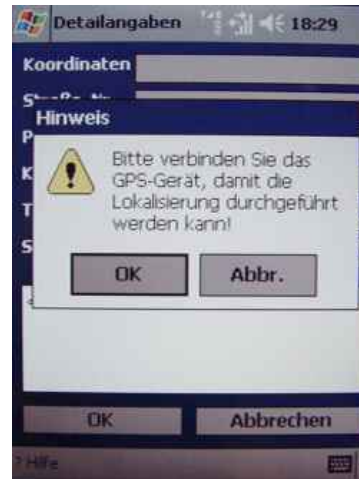 Detailangaben 18:29
Koordinaten
Hinweis
P
Bitte verbinden Sie das
K
GPS-Gerät, damit die
Lokalisierung durchgeführt
T
werden kann!
S
OK Abbr.
OK Abbrechen
? Hilfe